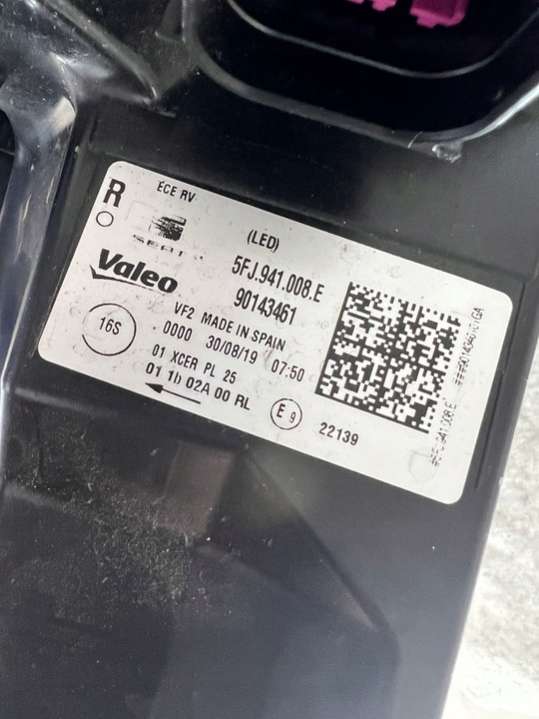 R
ECE RV
SEAT
(LED)
Valeo
5FJ.941.008.E
90143461
16S
VF2 MADE IN SPAIN
.0000 30/08/19 07:50
01 XCER PL 25
01 1b 02A 00 RL
E9
22139